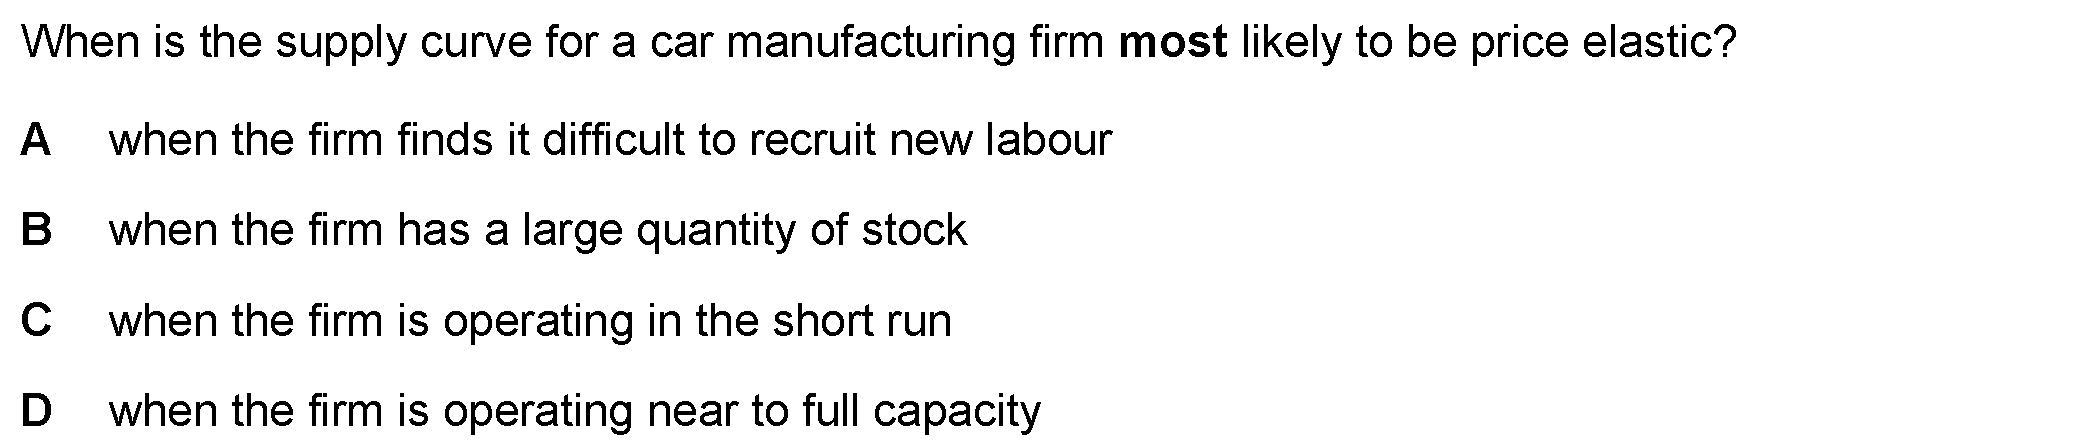 When is the supply curve for a car manufacturing firm most likely to be price elastic?
A when the firm finds it difficult to recruit new labour
B when the firm has a large quantity of stock
C when the firm is operating in the short run
D when the firm is operating near to full capacity